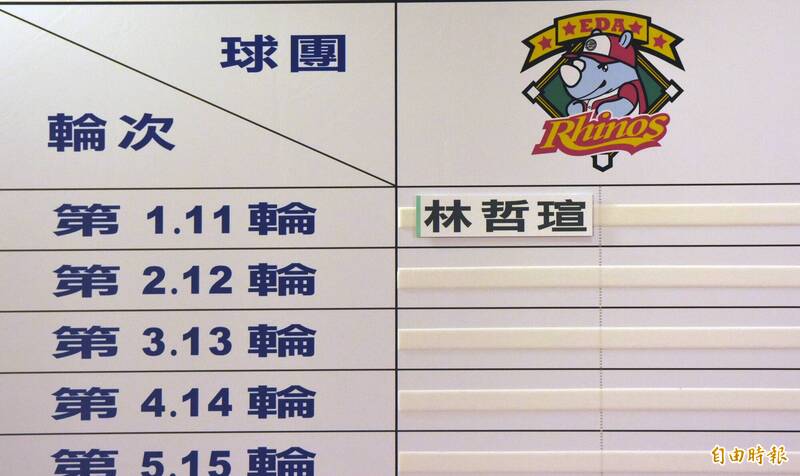 球團
輪次
EDA
Rhinos
第 1.11 輪
林哲瑄
第 2.12 輪
第 3.13 輪
第 4.14 輪
第 5.15 輪
自由時報